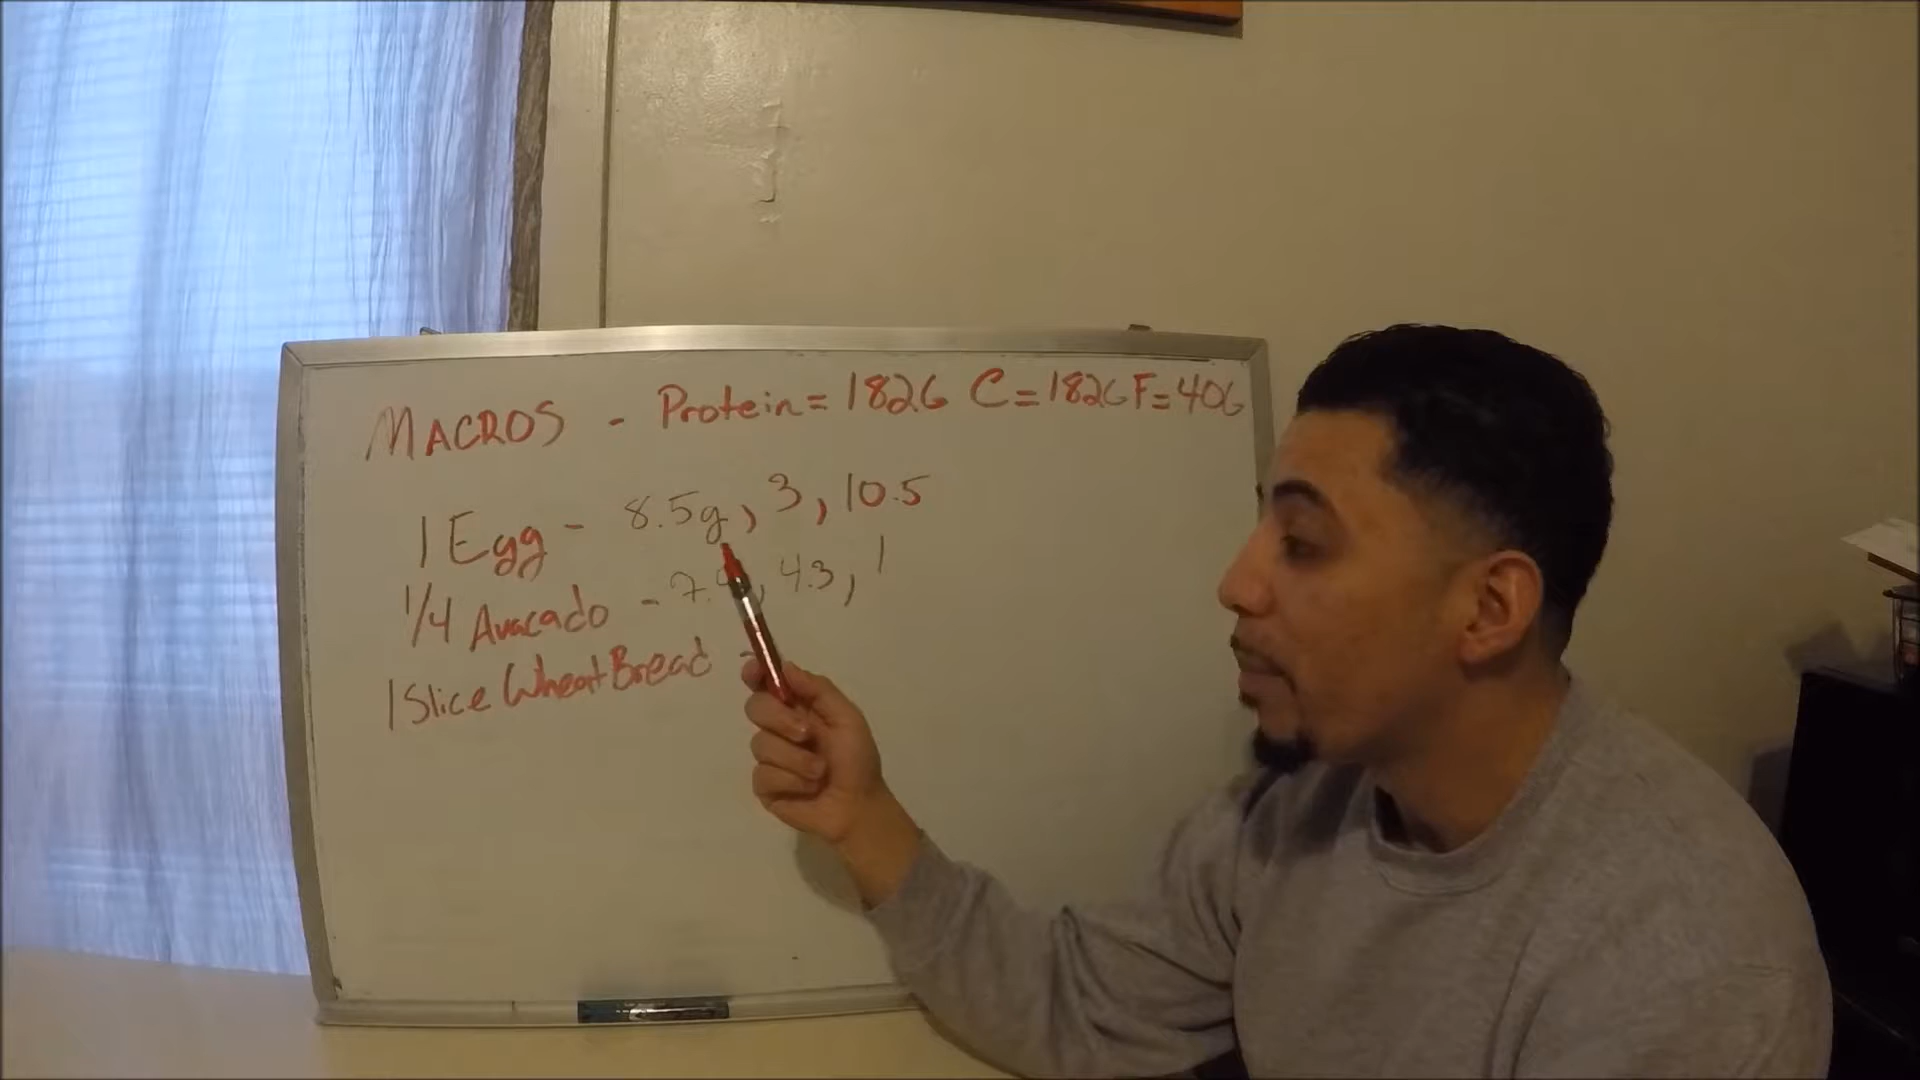 MACROS - Protein = 182G C = 182G F = 40G
1 Egg - 8.5g, 3, 10.5
1/4 Avacado - , 4.3, 1
1 Slice Wheat Bread -